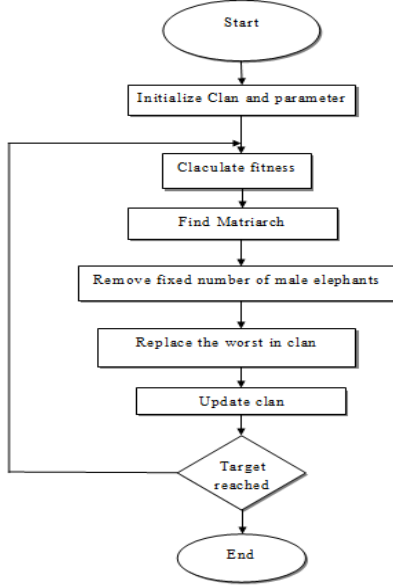 Start
Initialize Clan and parameter
Claculate fitness
Find Matriarch
Remove fixed number of male elephants
Replace the worst in clan
Update clan
Target
reached
End